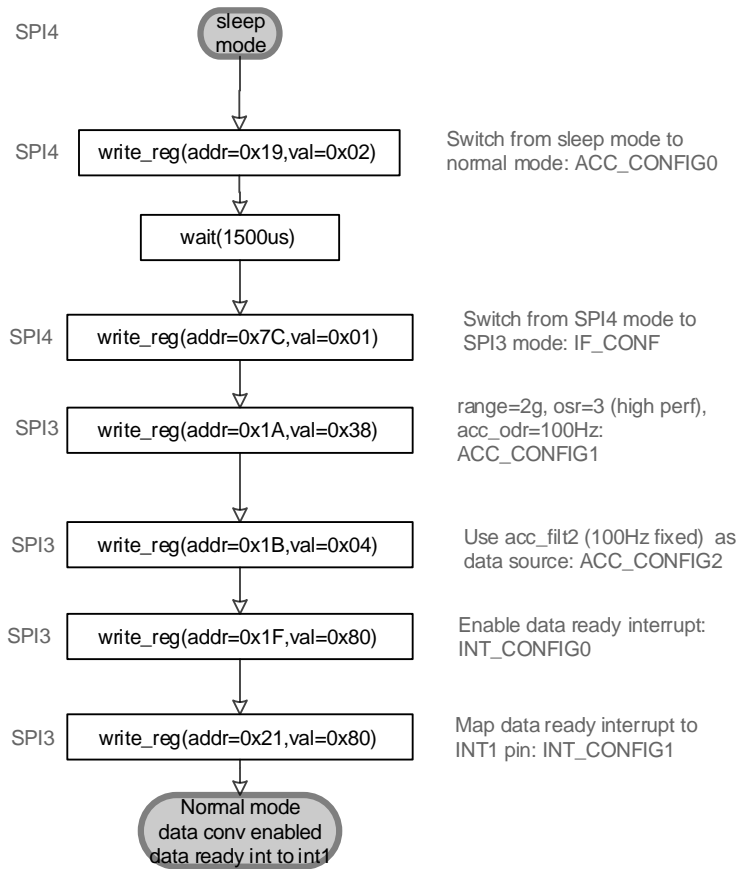 SPI4
sleep
mode
SPI4
write_reg(addr=0x19,val=0x02)
Switch from sleep mode to
normal mode: ACC_CONFIG0
wait(1500us)
SPI4
write_reg(addr=0x7C,val=0x01)
Switch from SPI4 mode to
SPI3 mode: IF_CONF
SPI3
write_reg(addr=0x1A,val=0x38)
range=2g, osr=3 (high perf),
acc_odr=100Hz:
ACC_CONFIG1
SPI3
write_reg(addr=0x1B,val=0x04)
Use acc_filt2 (100Hz fixed) as
data source: ACC_CONFIG2
SPI3
write_reg(addr=0x1F,val=0x80)
Enable data ready interrupt:
INT_CONFIG0
SPI3
write_reg(addr=0x21,val=0x80)
Map data ready interrupt to
INT1 pin: INT_CONFIG1
Normal mode
data conv enabled
data ready int to int1